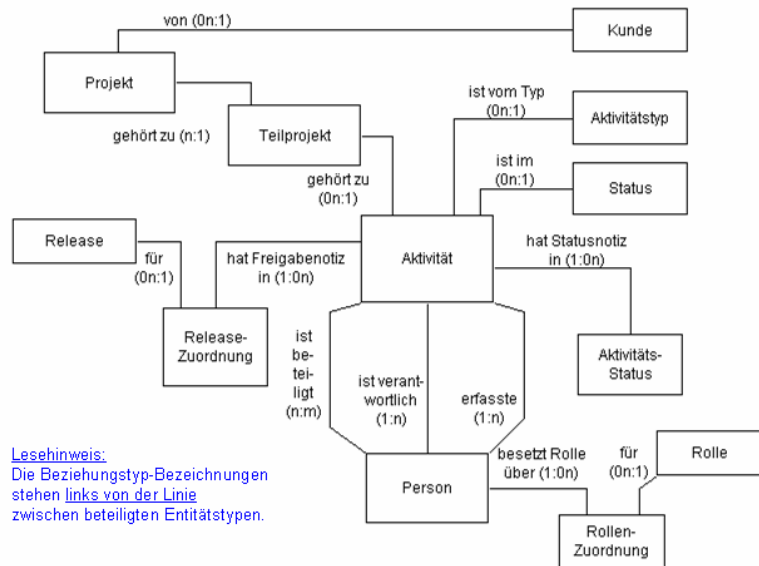 von (0n:1)
Kunde
Projekt
ist vom Typ
(0n:1)
Aktivitätstyp
gehört zu (n:1)
Teilprojekt
ist im
(0n:1)
Status
gehört zu
(0n:1)
Release
für
(0n:1)
hat Freigabenotiz
in (1:0n)
Aktivität
hat Statusnotiz
in (1:0n)
Release-
Zuordnung
ist
be-
tei-
ligt
(n:m)
ist verant-
wortlich
(1:n)
erfasste
(1:n)
Aktivitäts-
Status
Lesehinweis:
Die Beziehungstyp-Bezeichnungen
stehen links von der Linie
zwischen beteiligten Entitätstypen.
Person
besetzt Rolle
über (1:0n)
für
(0n:1)
Rolle
Rollen-
Zuordnung